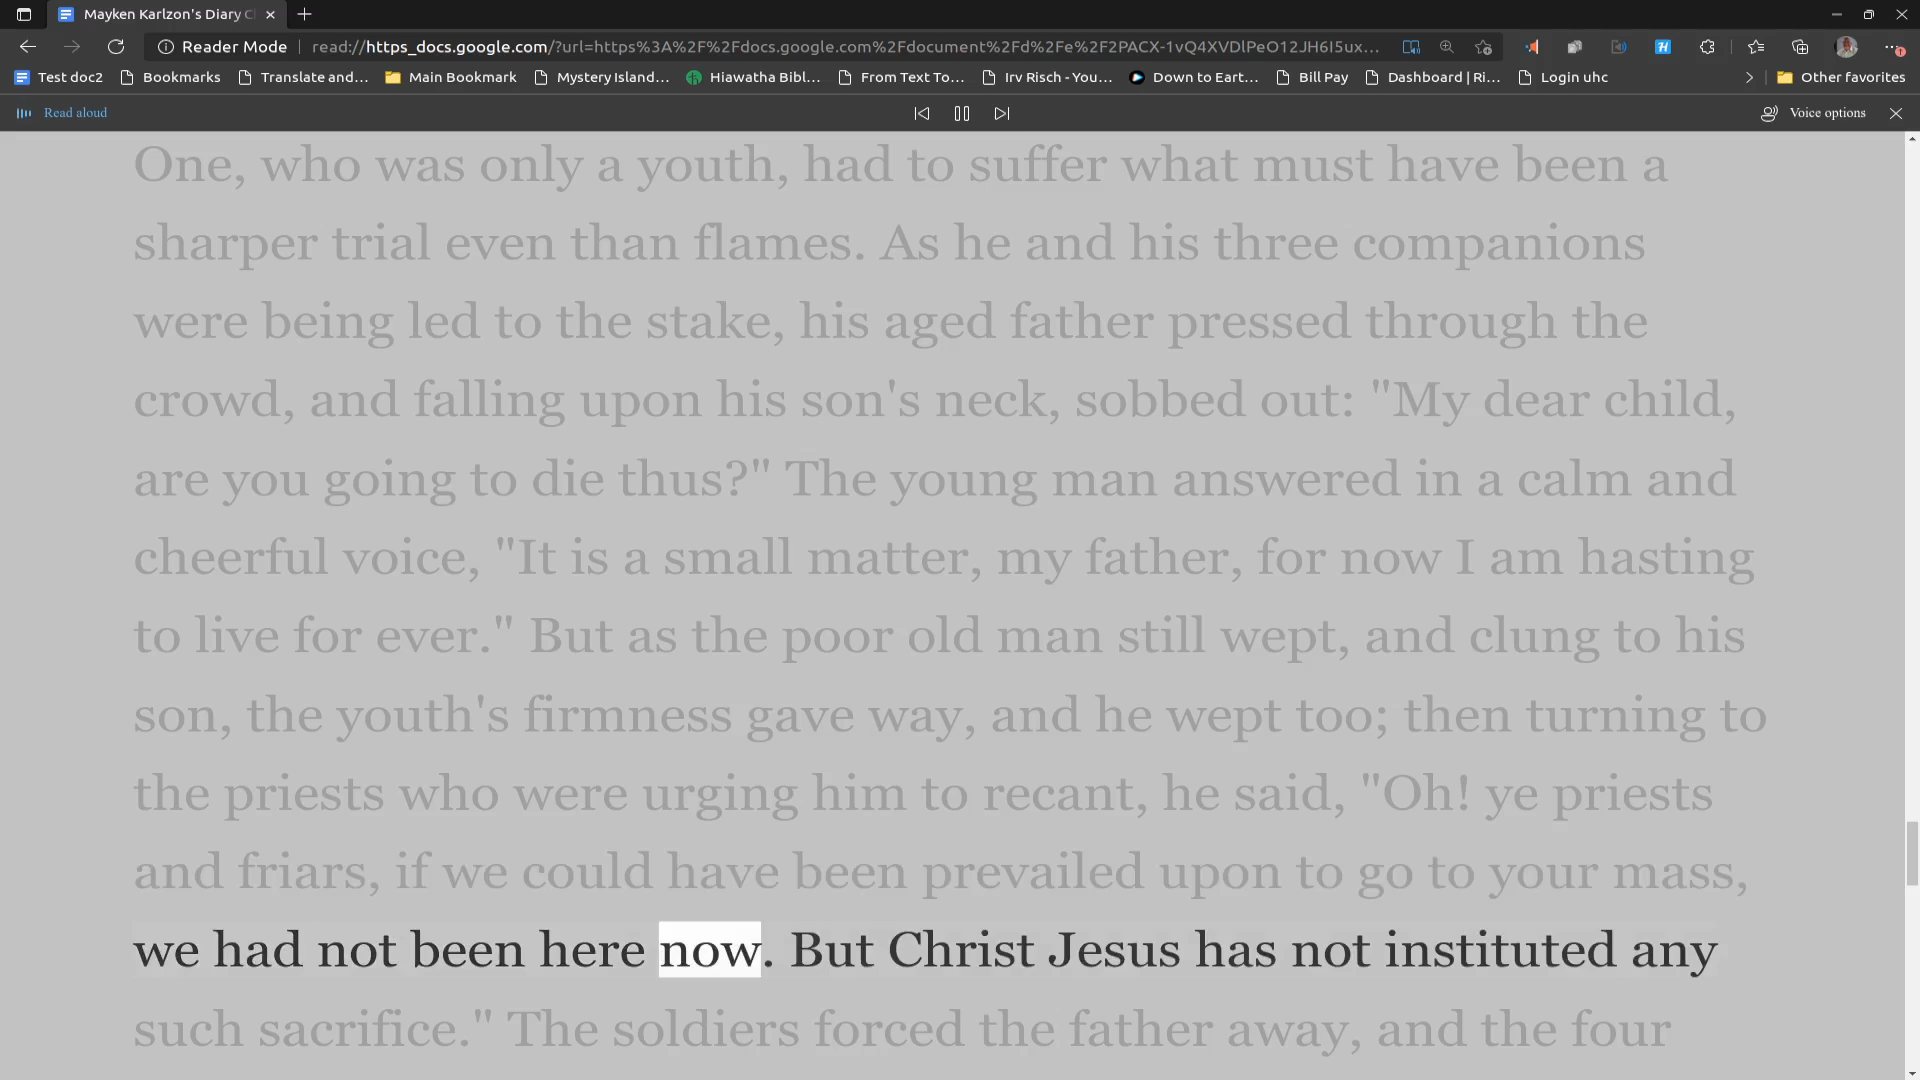 Mayken Karlzon's Diary C
Reader Mode
read://https_docs.google.com/?url=https%3A%2F%2Fdocs.google.com%2Fdocument%2Fd%2Fe%2F2PACX-1vQ4XVDlPeO12JH6I5ux...
Test doc2
Bookmarks
Translate and...
Main Bookmark
Mystery Island...
Hiawatha Bibl...
From Text To...
Irv Risch - You...
Down to Eart...
Bill Pay
Dashboard | Ri...
Login uhc
Other favorites
Read aloud
Voice options
One, who was only a youth, had to suffer what must have been a
sharper trial even than flames. As he and his three companions
were being led to the stake, his aged father pressed through the
crowd, and falling upon his son's neck, sobbed out: "My dear child,
are you going to die thus?" The young man answered in a calm and
cheerful voice, "It is a small matter, my father, for now I am hasting
to live for ever." But as the poor old man still wept, and clung to his
son, the youth's firmness gave way, and he wept too; then turning to
the priests who were urging him to recant, he said, "Oh! ye priests
and friars, if we could have been prevailed upon to go to your mass,
we had not been here now. But Christ Jesus has not instituted any
such sacrifice." The soldiers forced the father away, and the four